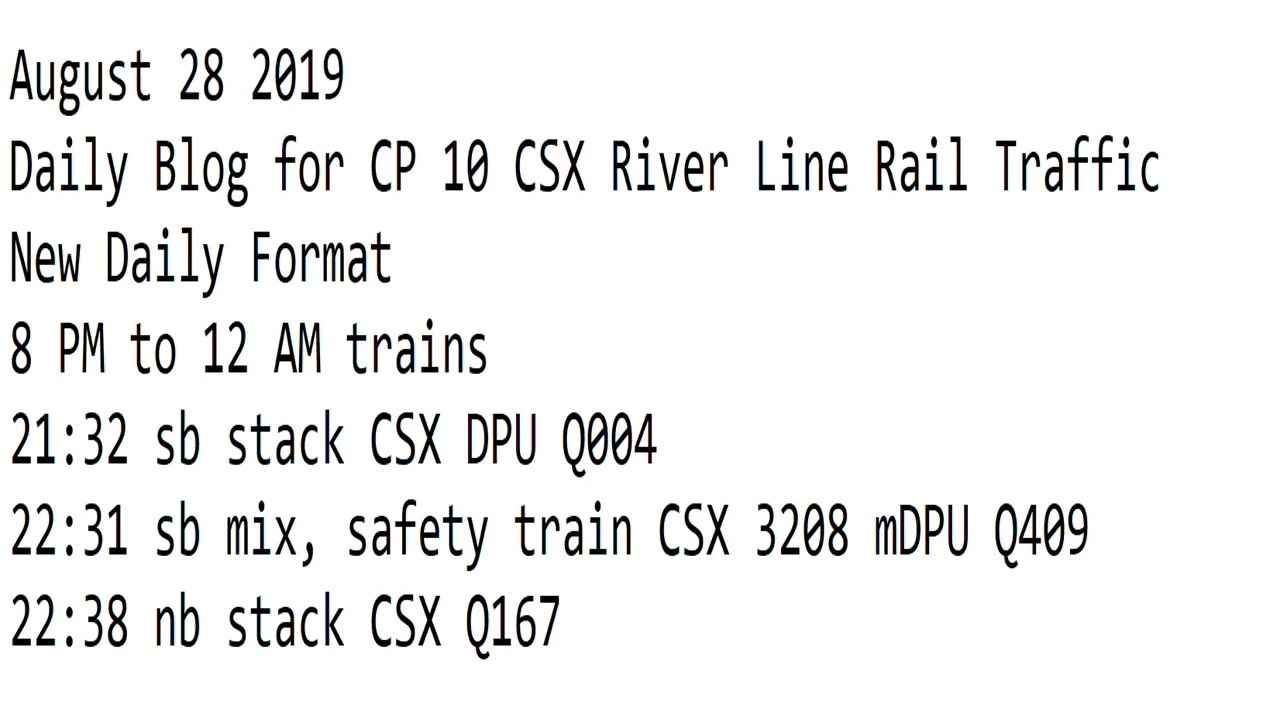 August 28 2019
Daily Blog for CP 10 CSX River Line Rail Traffic
New Daily Format
8 PM to 12 AM trains
21:32 sb stack CSX DPU Q004
22:31 sb mix, safety train CSX 3208 mDPU Q409
22:38 nb stack CSX Q167